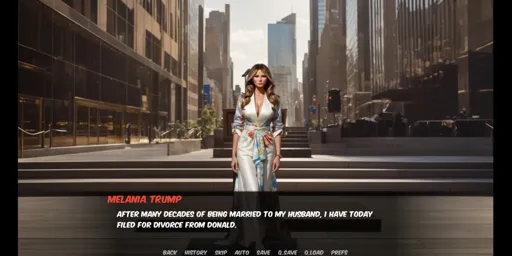 MELANIA TRUMP
AFTER MANY DECADES OF BEING MARRIED TO MY HUSBAND, I HAVE TODAY
FILED FOR DIVORCE FROM DONALD.
BACK HISTORY SKIP AUTO SAVE Q.SAVE Q.LOAD PREFS